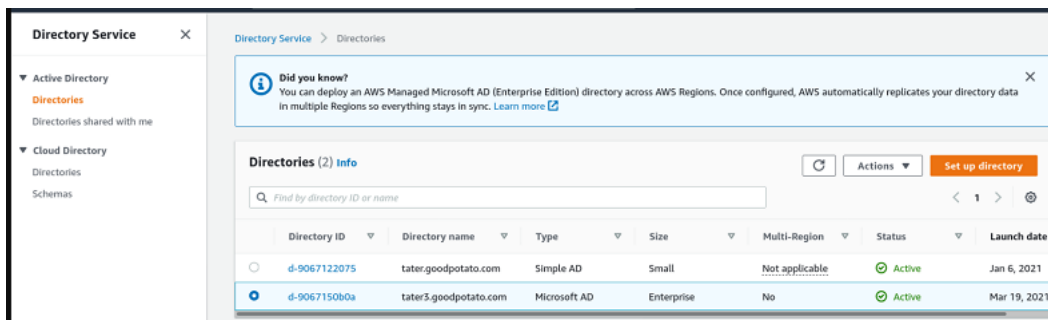 Directory Service
Active Directory
Directories
Directories shared with me
Cloud Directory
Directories
Schemas
Directory Service > Directories
Did you know?
You can deploy an AWS Managed Microsoft AD (Enterprise Edition) directory across AWS Regions. Once configured, AWS automatically replicates your directory data
in multiple Regions so everything stays in sync. Learn more
Directories (2) Info
Actions
Set up directory
Find by directory ID or name
1
Directory ID Directory name Type Size Multi-Region Status Launch date
d-9067122075 tater.goodpotato.com Simple AD Small Not applicable Active Jan 6, 2021
d-9067150b0a tater3.goodpotato.com Microsoft AD Enterprise No Active Mar 19, 2021